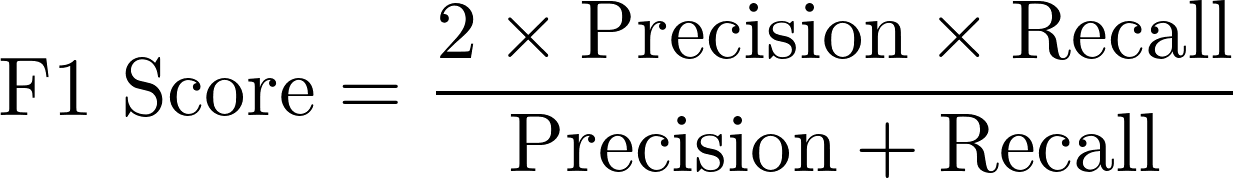 F1 Score = 2 × Precision × Recall / Precision + Recall